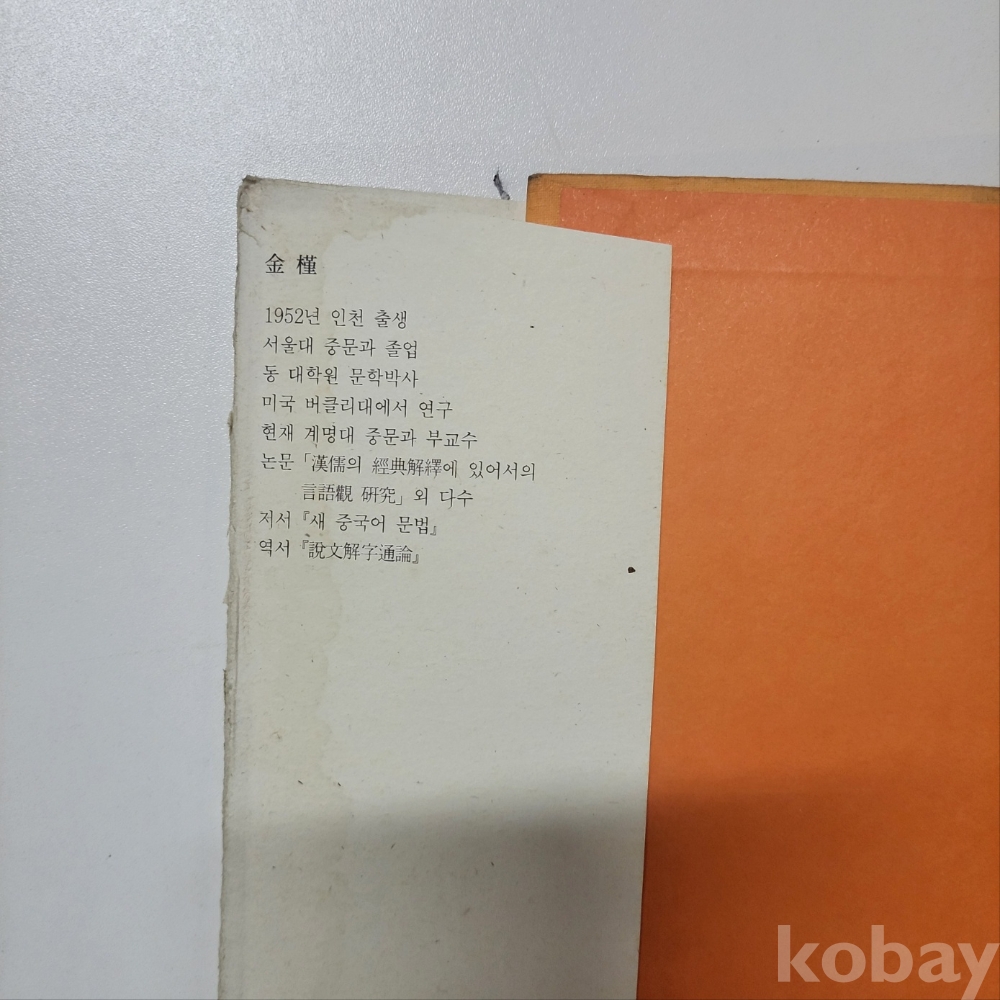 金 槿
1952년 인천 출생
서울대 중문과 졸업
동 대학원 문학박사
미국 버클리대에서 연구
현재 계명대 중문과 부교수
논문「漢儒의 經典解繹에 있어서의
言語觀 硏究」외 다수
저서『새 중국어 문법』
역서『說文解字通論』
kobay